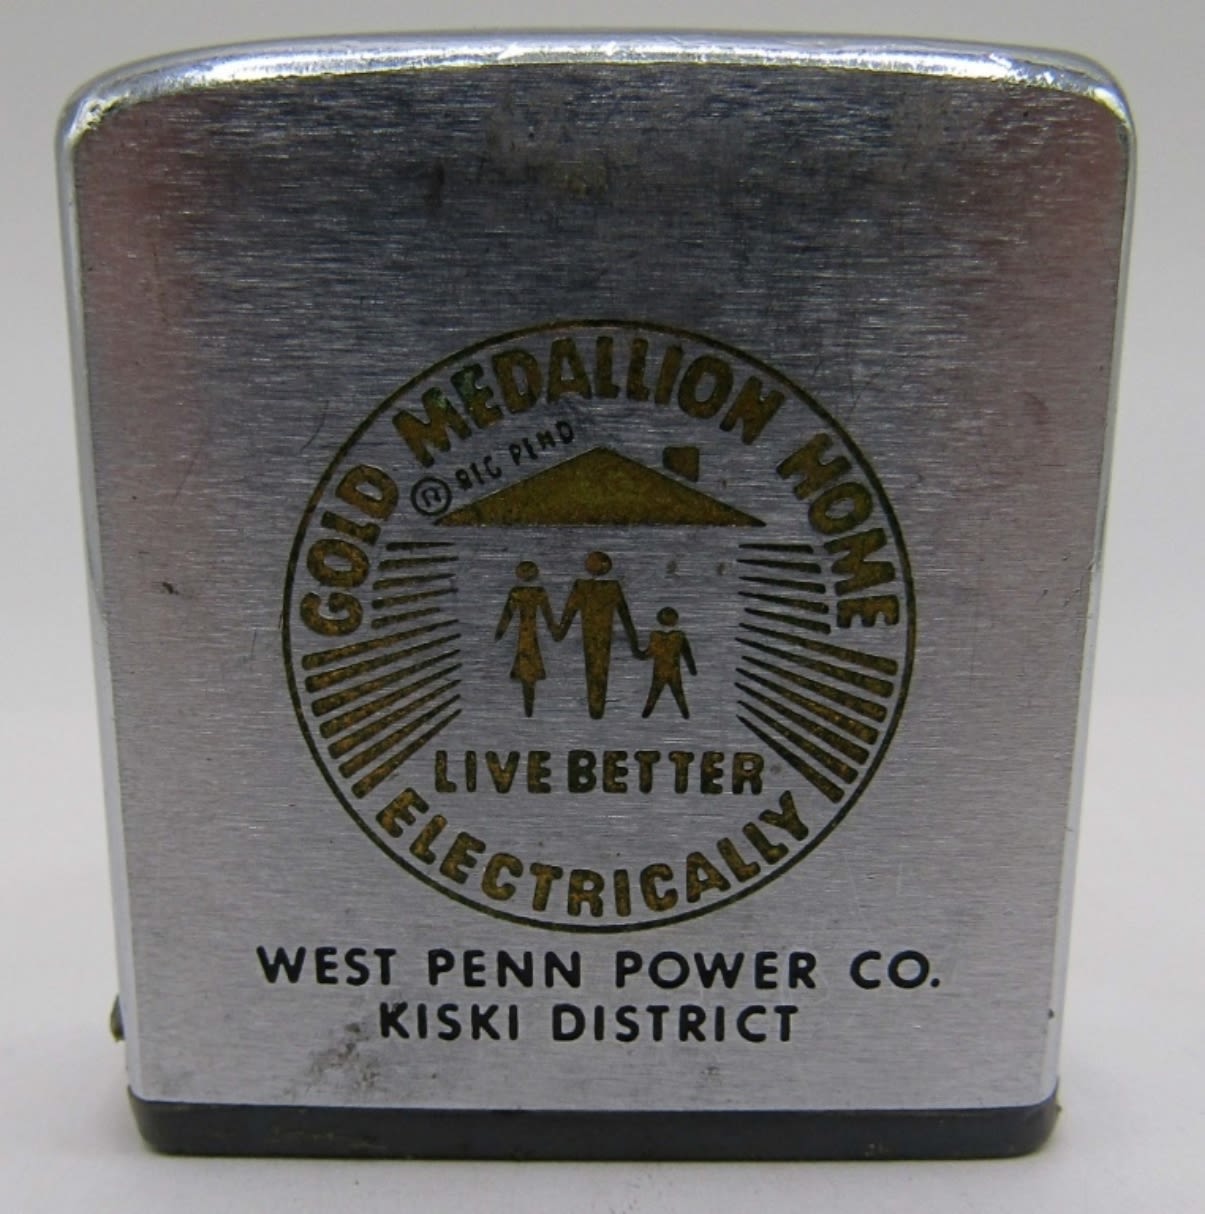 GOLD MEDALLION HOME
® REG PEND
LIVE BETTER
ELECTRICALLY
WEST PENN POWER CO.
KISKI DISTRICT